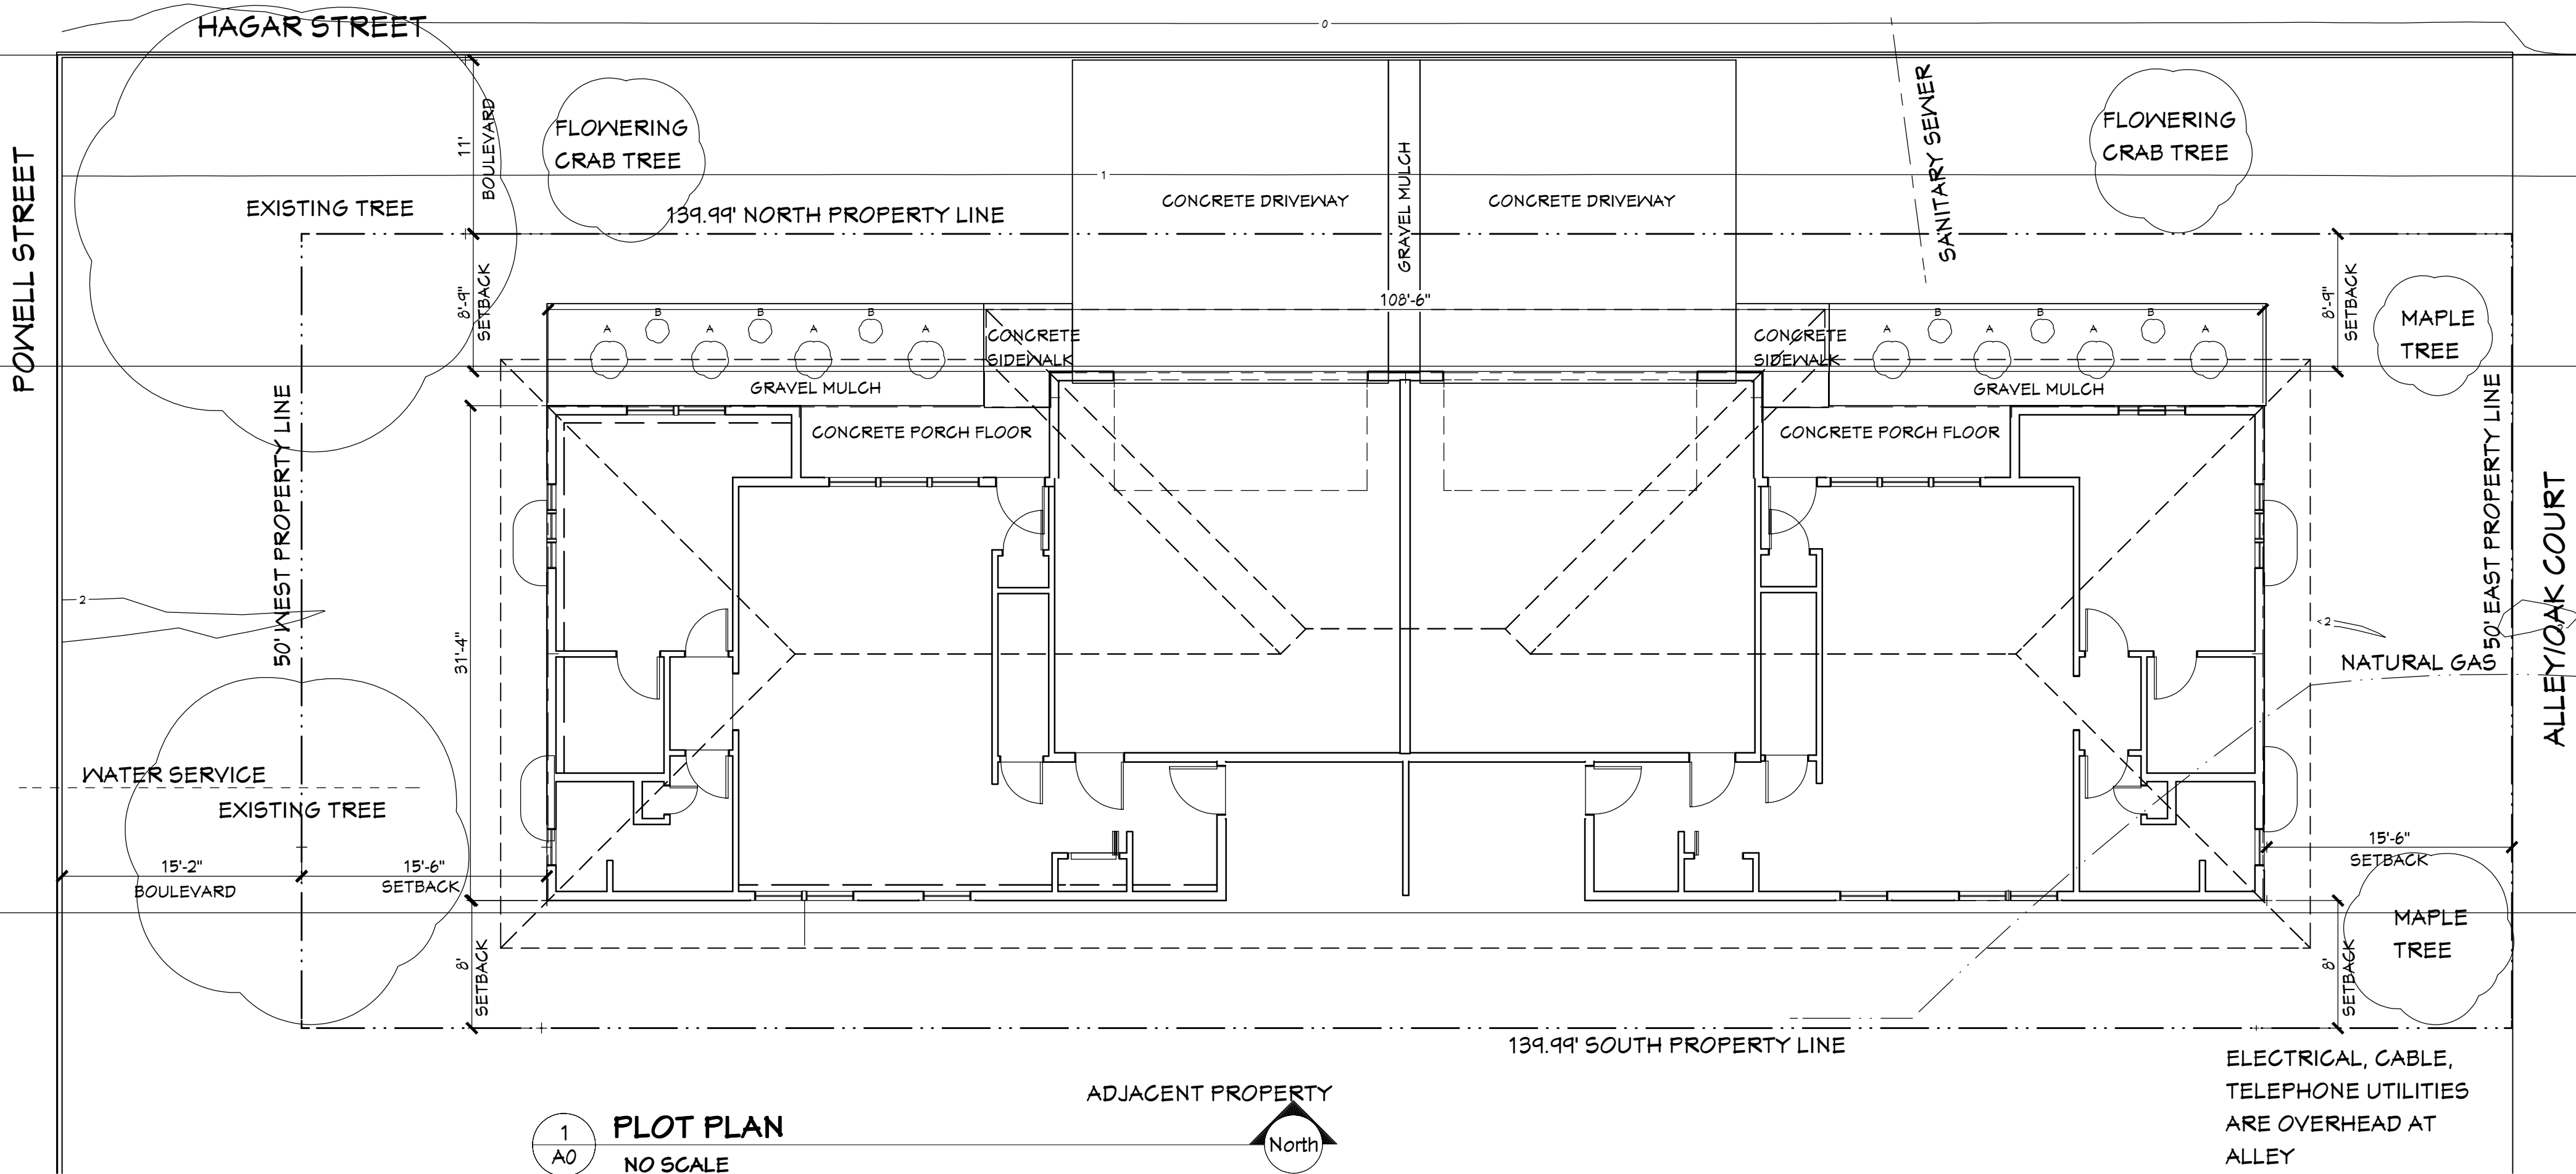 HAGAR STREET
0
POWELL STREET
11'
BOULEVARD
FLOWERING
CRAB TREE
EXISTING TREE
139.99' NORTH PROPERTY LINE
1
CONCRETE DRIVEWAY
GRAVEL MULCH
CONCRETE DRIVEWAY
SANITARY SEWER
FLOWERING
CRAB TREE
8'-9"
SETBACK
108'-6"
8'-9"
SETBACK
MAPLE
TREE
A
B
A
B
A
B
A
CONCRETE
SIDEWALK
GRAVEL MULCH
CONCRETE
SIDEWALK
A
B
A
B
A
B
A
GRAVEL MULCH
50' WEST PROPERTY LINE
CONCRETE PORCH FLOOR
CONCRETE PORCH FLOOR
50' EAST PROPERTY LINE
ALLEY/OAK COURT
2
31'-4"
2
NATURAL GAS
WATER SERVICE
EXISTING TREE
15'-2"
BOULEVARD
15'-6"
SETBACK
15'-6"
SETBACK
8'
SETBACK
8'
SETBACK
MAPLE
TREE
139.99' SOUTH PROPERTY LINE
ADJACENT PROPERTY
ELECTRICAL, CABLE,
TELEPHONE UTILITIES
ARE OVERHEAD AT
ALLEY
1
A0
PLOT PLAN
NO SCALE
North